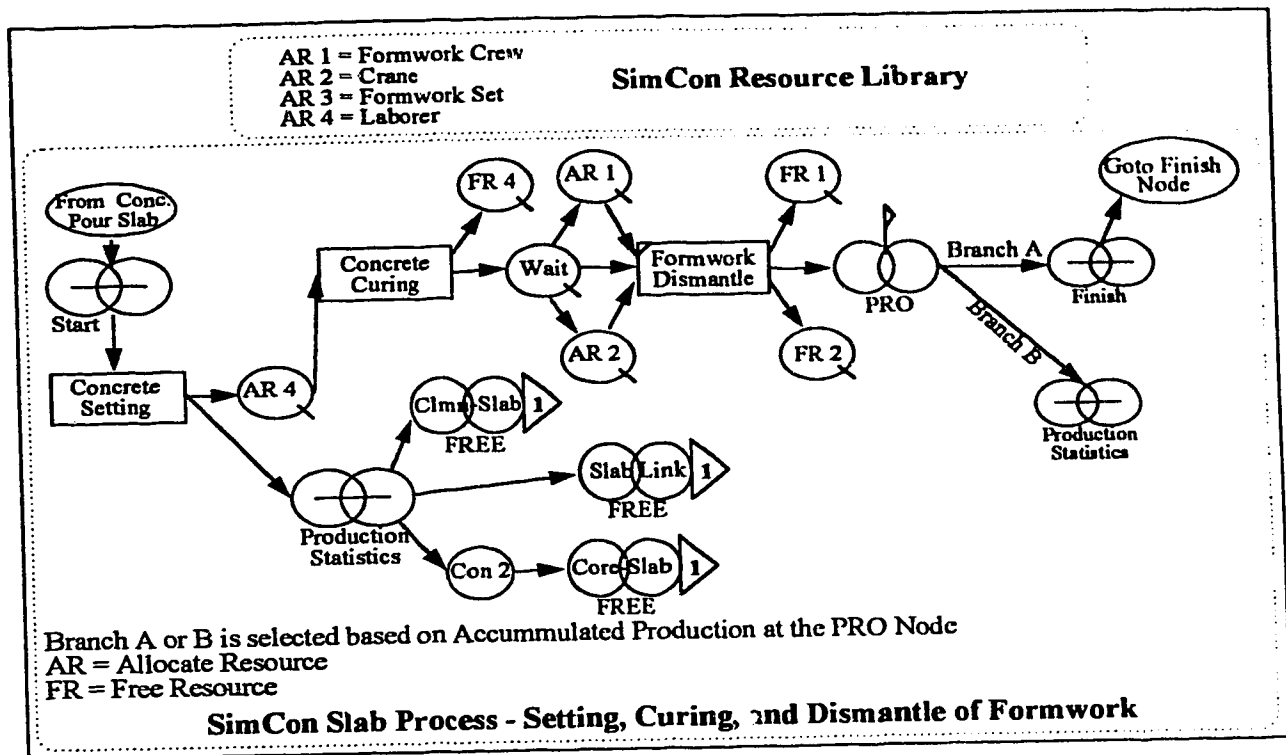 AR 1 = Formwork Crew
AR 2 = Crane
AR 3 = Formwork Set
AR 4 = Laborer
SimCon Resource Library
From Conc.
Pour Slab
Start
Concrete
Setting
AR 4
Concrete
Curing
FR 4
Wait
AR 1
AR 2
Formwork
Dismantle
FR 1
FR 2
PRO
Branch A
Branch B
Finish
Goto Finish
Node
Production
Statistics
Production
Statistics
Clmn-Slab 1
FREE
Slab Link 1
FREE
Con 2
Core-Slab 1
FREE
Branch A or B is selected based on Accummulated Production at the PRO Node
AR = Allocate Resource
FR = Free Resource
SimCon Slab Process - Setting, Curing, and Dismantle of Formwork